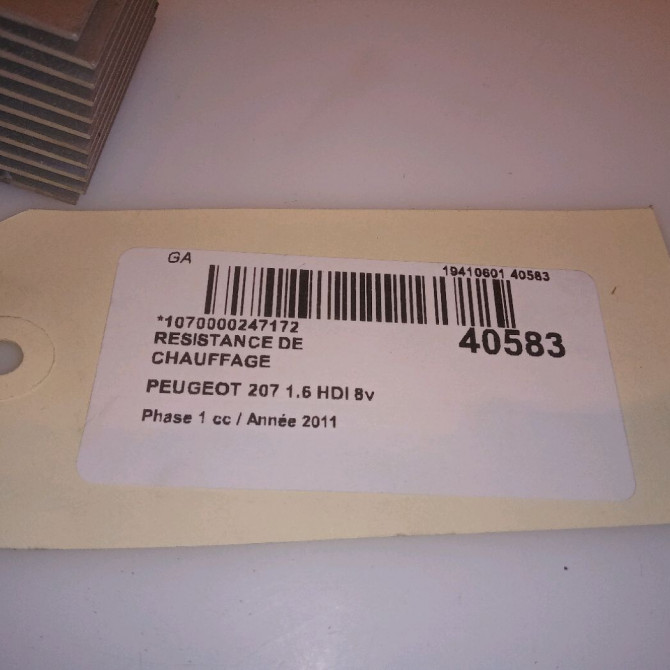 GA
19410601 40583
*1070000247172
40583
RESISTANCE DE
CHAUFFAGE
PEUGEOT 207 1.6 HDI 8v
Phase 1 cc / Année 2011